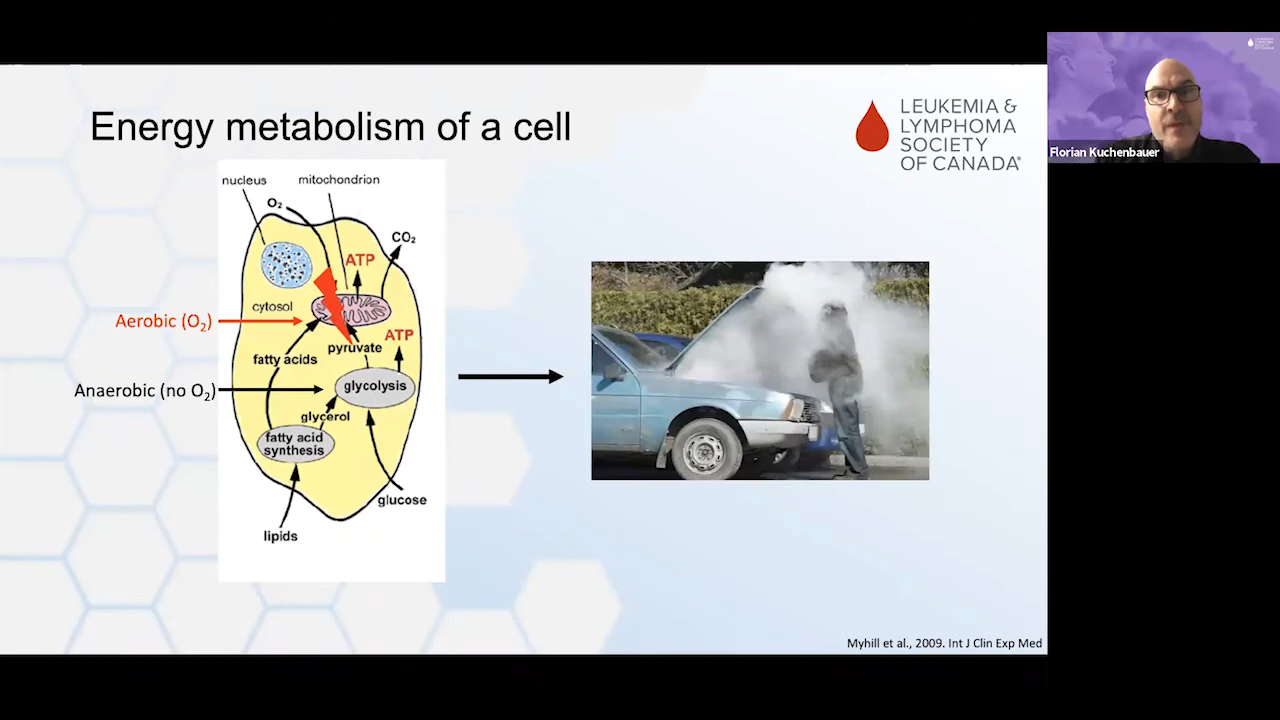 Energy metabolism of a cell
LEUKEMIA &
LYMPHOMA
SOCIETY
OF CANADA®
Florian Kuchenbauer
nucleus
mitochondrion
O₂
CO₂
ATP
cytosol
Aerobic (O₂)
ATP
pyruvate
fatty acids
Anaerobic (no O₂)
glycolysis
glycerol
fatty acid
synthesis
glucose
lipids
Myhill et al., 2009. Int J Clin Exp Med